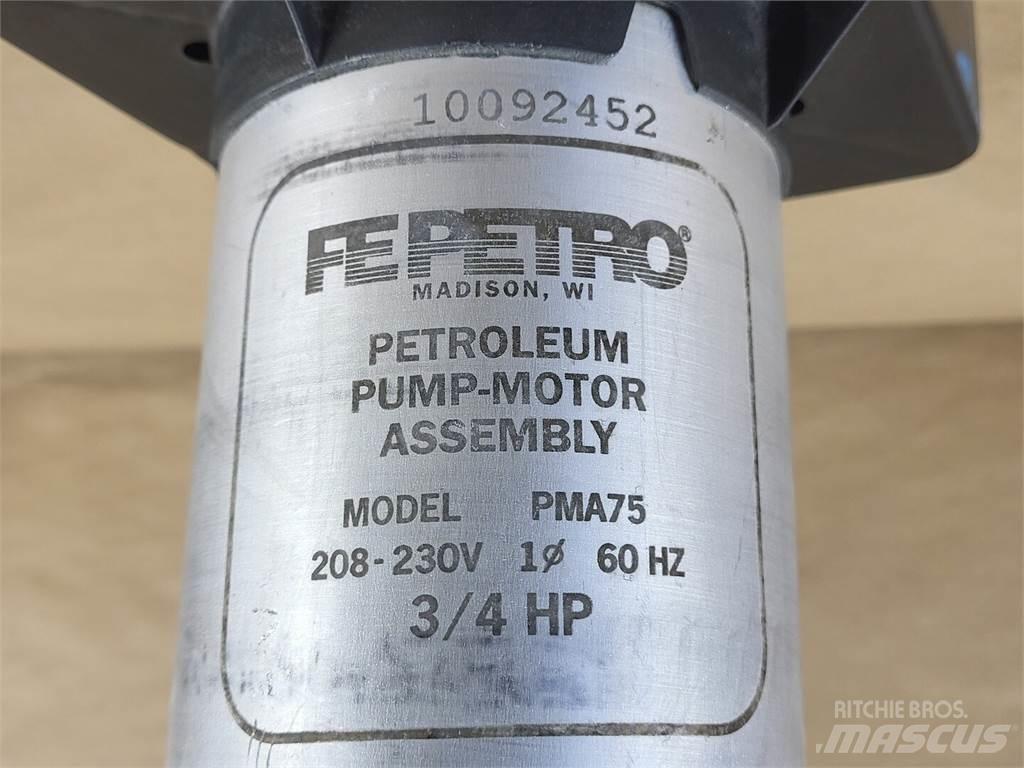 10092452
FE PETRO®
MADISON, WI
PETROLEUM
PUMP-MOTOR
ASSEMBLY
MODEL PMA75
208-230V 1ø 60 HZ
3/4 HP
RITCHIE BROS.
MASCUS